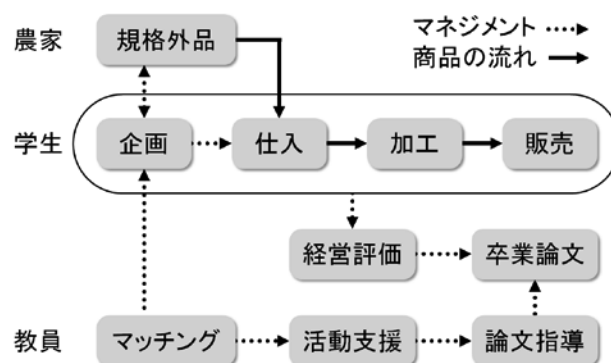 農家
規格外品
マネジメント
商品の流れ
学生
企画
仕入
加工
販売
経営評価
卒業論文
教員
マッチング
活動支援
論文指導